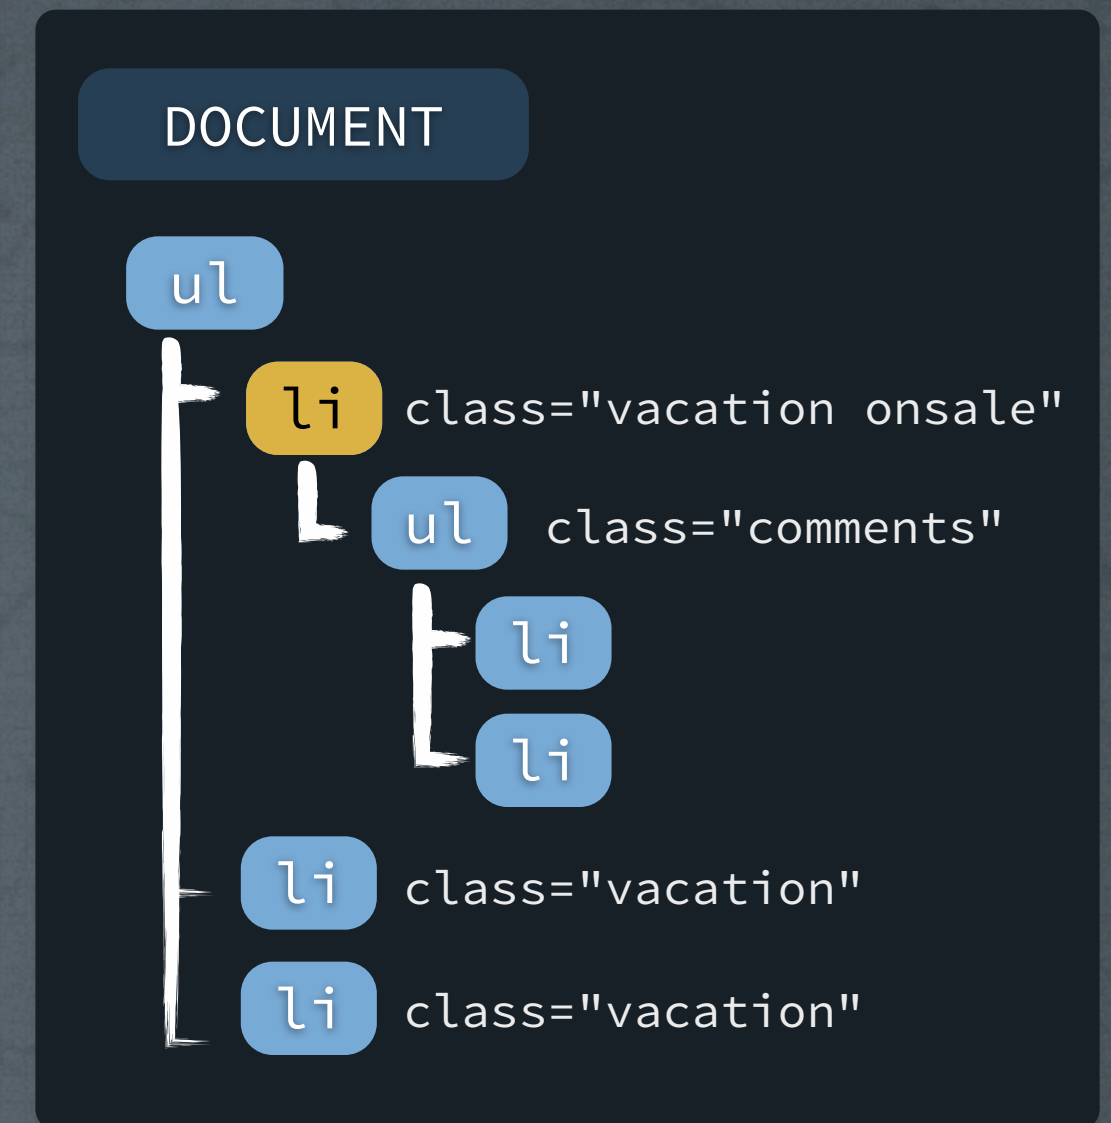 DOCUMENT
ul
li class="vacation onsale"
ul class="comments"
li
li
li class="vacation"
li class="vacation"